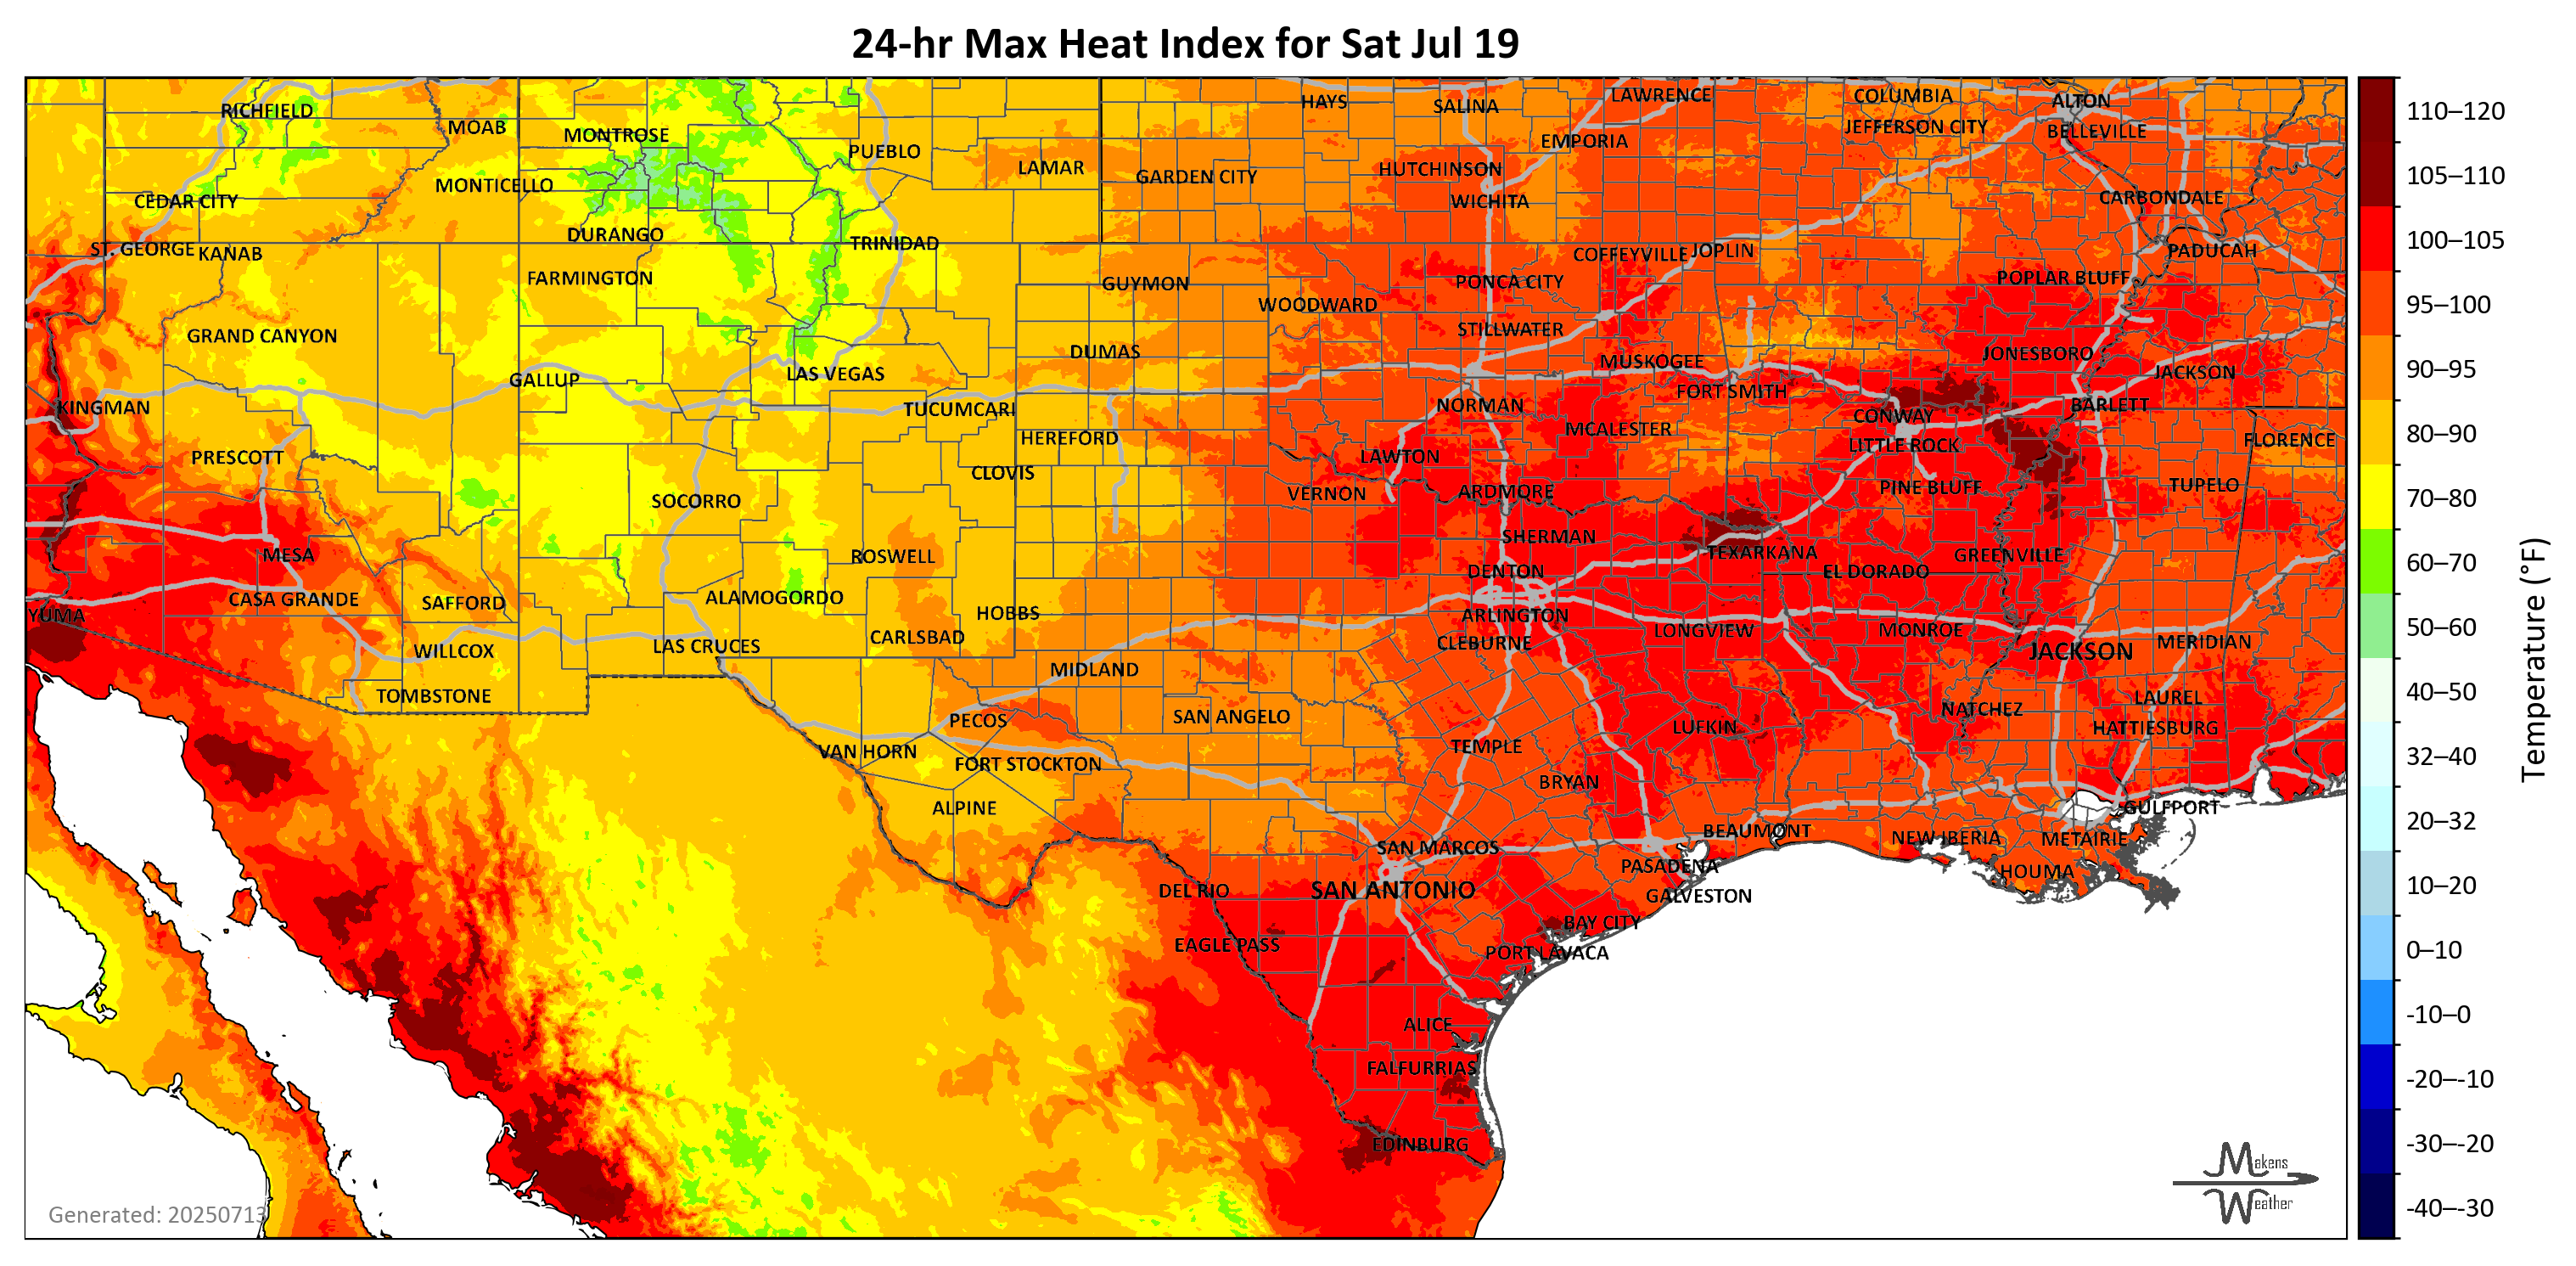 24-hr Max Heat Index for Sat Jul 19
RICHFIELD
MOAB
MONTROSE
PUEBLO
LAMAR
HAYS
SALINA
LAWRENCE
COLUMBIA
ALTON
JEFFERSON CITY
BELLEVILLE
EMPORIA
HUTCHINSON
GARDEN CITY
MONTICELLO
CEDAR CITY
WICHITA
CARBONDALE
DURANGO
TRINIDAD
ST. GEORGE
KANAB
COFFEYVILLE
JOPLIN
PADUCAH
FARMINGTON
GUYMON
PONCA CITY
POPLAR BLUFF
WOODWARD
GRAND CANYON
STILLWATER
DUMAS
MUSKOGEE
JONESBORO
GALLUP
LAS VEGAS
FORT SMITH
JACKSON
KINGMAN
TUCUMCARI
NORMAN
CONWAY
BARLETT
HEREFORD
MCALESTER
LITTLE ROCK
FLORENCE
PRESCOTT
CLOVIS
LAWTON
SOCORRO
VERNON
ARDMORE
PINE BLUFF
TUPELO
SHERMAN
MESA
ROSWELL
TEXARKANA
GREENVILLE
DENTON
EL DORADO
CASA GRANDE
SAFFORD
ALAMOGORDO
HOBBS
YUMA
ARLINGTON
CARLSBAD
CLEBURNE
LONGVIEW
MONROE
WILLCOX
LAS CRUCES
JACKSON
MERIDIAN
MIDLAND
TOMBSTONE
LAUREL
PECOS
SAN ANGELO
NATCHEZ
LUFKIN
HATTIESBURG
VAN HORN
TEMPLE
FORT STOCKTON
BRYAN
ALPINE
GULFPORT
BEAUMONT
NEW IBERIA
METAIRIE
SAN MARCOS
PASADENA
HOUMA
DEL RIO
SAN ANTONIO
GALVESTON
BAY CITY
EAGLE PASS
PORT LAVACA
ALICE
FALFURRIAS
EDINBURG
Generated: 20250713
Makens
Weather
110–120
105–110
100–105
95–100
90–95
80–90
70–80
60–70
50–60
40–50
32–40
20–32
10–20
0–10
-10–0
-20–-10
-30–-20
-40–-30
Temperature (°F)